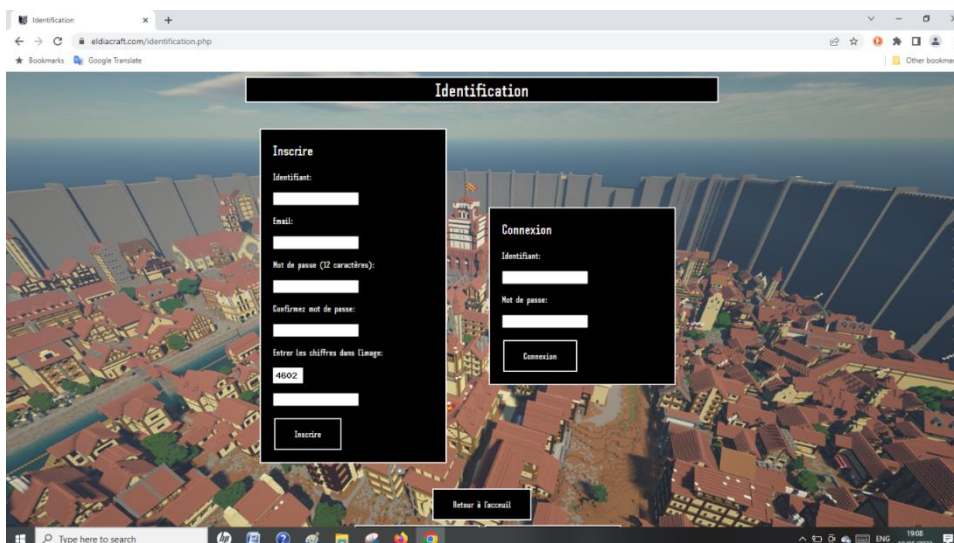 Identification
eldiacraft.com/identification.php
Bookmarks
Google Translate
Other bookma
Identification
Inscrire
Identifiant:
Email:
Mot de passe (12 caractères):
Confirmez mot de passe:
Entrer les chiffres dans l'image:
4602
Inscrire
Connexion
Identifiant:
Mot de passe:
Connexion
Retour à l'acceuil
Type here to search
hp
ENG
19:08